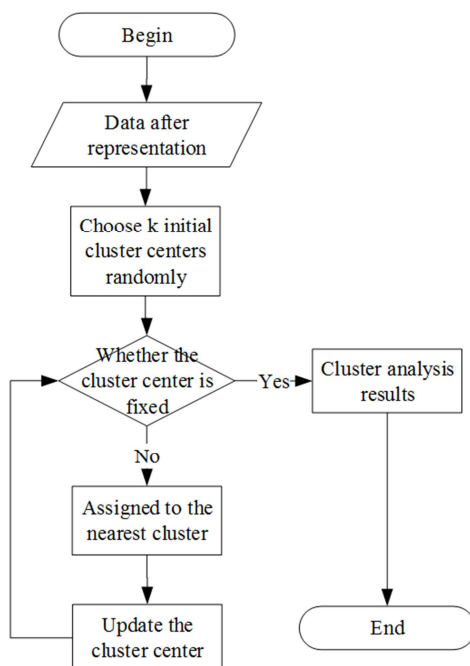 Begin
Data after
representation
Choose k initial
cluster centers
randomly
Whether the
cluster center is
fixed
Yes
Cluster analysis
results
No
Assigned to the
nearest cluster
Update the
cluster center
End